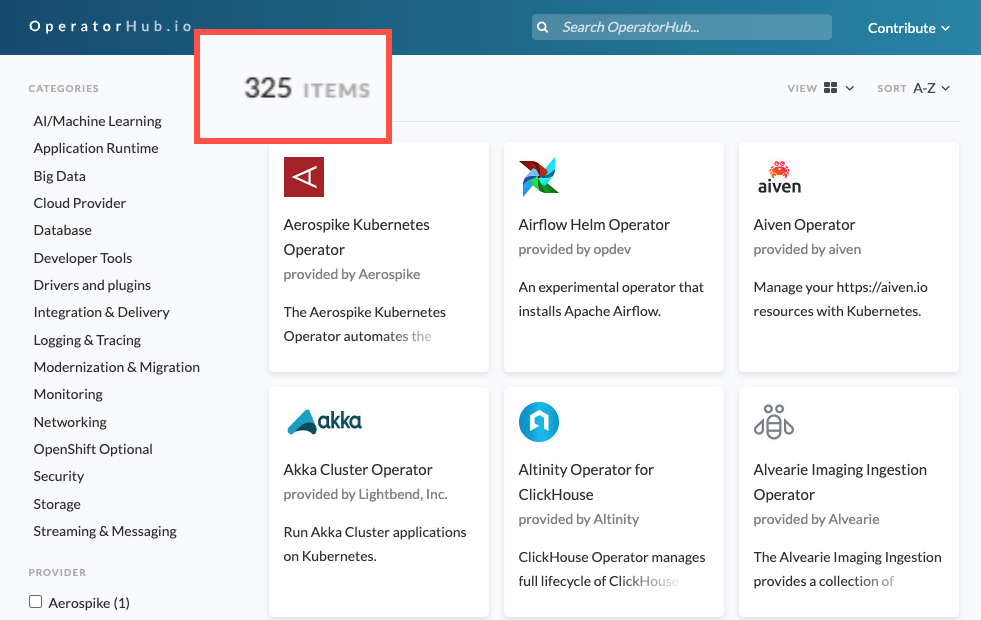 OperatorHub.io
Search OperatorHub...
Contribute
325 ITEMS
VIEW
SORT A-Z
CATEGORIES
AI/Machine Learning
Application Runtime
Big Data
Cloud Provider
Database
Developer Tools
Drivers and plugins
Integration & Delivery
Logging & Tracing
Modernization & Migration
Monitoring
Networking
OpenShift Optional
Security
Storage
Streaming & Messaging
PROVIDER
Aerospike (1)
Aerospike Kubernetes
Operator
provided by Aerospike
The Aerospike Kubernetes
Operator automates the
Airflow Helm Operator
provided by opdev
An experimental operator that
installs Apache Airflow.
aiven
Aiven Operator
provided by aiven
Manage your https://aiven.io
resources with Kubernetes.
akka
Akka Cluster Operator
provided by Lightbend, Inc.
Run Akka Cluster applications
on Kubernetes.
Altinity Operator for
ClickHouse
provided by Altinity
ClickHouse Operator manages
full lifecycle of ClickHouse
Alvearie Imaging Ingestion
Operator
provided by Alvearie
The Alvearie Imaging Ingestion
provides a collection of